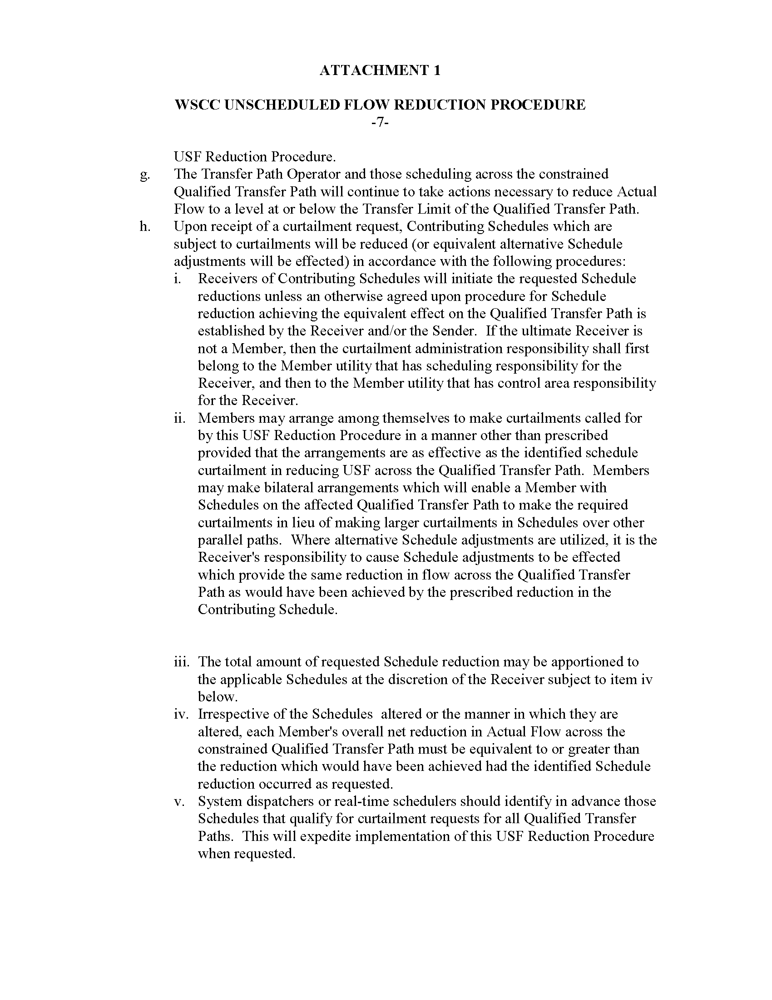 ATTACHMENT 1
WSCC UNSCHEDULED FLOW REDUCTION PROCEDURE
-7-
USF Reduction Procedure.
g. The Transfer Path Operator and those scheduling across the constrained
Qualified Transfer Path will continue to take actions necessary to reduce Actual
Flow to a level at or below the Transfer Limit of the Qualified Transfer Path.
h. Upon receipt of a curtailment request, Contributing Schedules which are
subject to curtailments will be reduced (or equivalent alternative Schedule
adjustments will be effected) in accordance with the following procedures:
i. Receivers of Contributing Schedules will initiate the requested Schedule
reductions unless an otherwise agreed upon procedure for Schedule
reduction achieving the equivalent effect on the Qualified Transfer Path is
established by the Receiver and/or the Sender.  If the ultimate Receiver is
not a Member, then the curtailment administration responsibility shall first
belong to the Member utility that has scheduling responsibility for the
Receiver, and then to the Member utility that has control area responsibility
for the Receiver.
ii. Members may arrange among themselves to make curtailments called for
by this USF Reduction Procedure in a manner other than prescribed
provided that the arrangements are as effective as the identified schedule
curtailment in reducing USF across the Qualified Transfer Path.  Members
may make bilateral arrangements which will enable a Member with
Schedules on the affected Qualified Transfer Path to make the required
curtailments in lieu of making larger curtailments in Schedules over other
parallel paths.  Where alternative Schedule adjustments are utilized, it is the
Receiver's responsibility to cause Schedule adjustments to be effected
which provide the same reduction in flow across the Qualified Transfer
Path as would have been achieved by the prescribed reduction in the
Contributing Schedule.
iii. The total amount of requested Schedule reduction may be apportioned to
the applicable Schedules at the discretion of the Receiver subject to item iv
below.
iv. Irrespective of the Schedules  altered or the manner in which they are
altered, each Member's overall net reduction in Actual Flow across the
constrained Qualified Transfer Path must be equivalent to or greater than
the reduction which would have been achieved had the identified Schedule
reduction occurred as requested.
v. System dispatchers or real-time schedulers should identify in advance those
Schedules that qualify for curtailment requests for all Qualified Transfer
Paths.  This will expedite implementation of this USF Reduction Procedure
when requested.